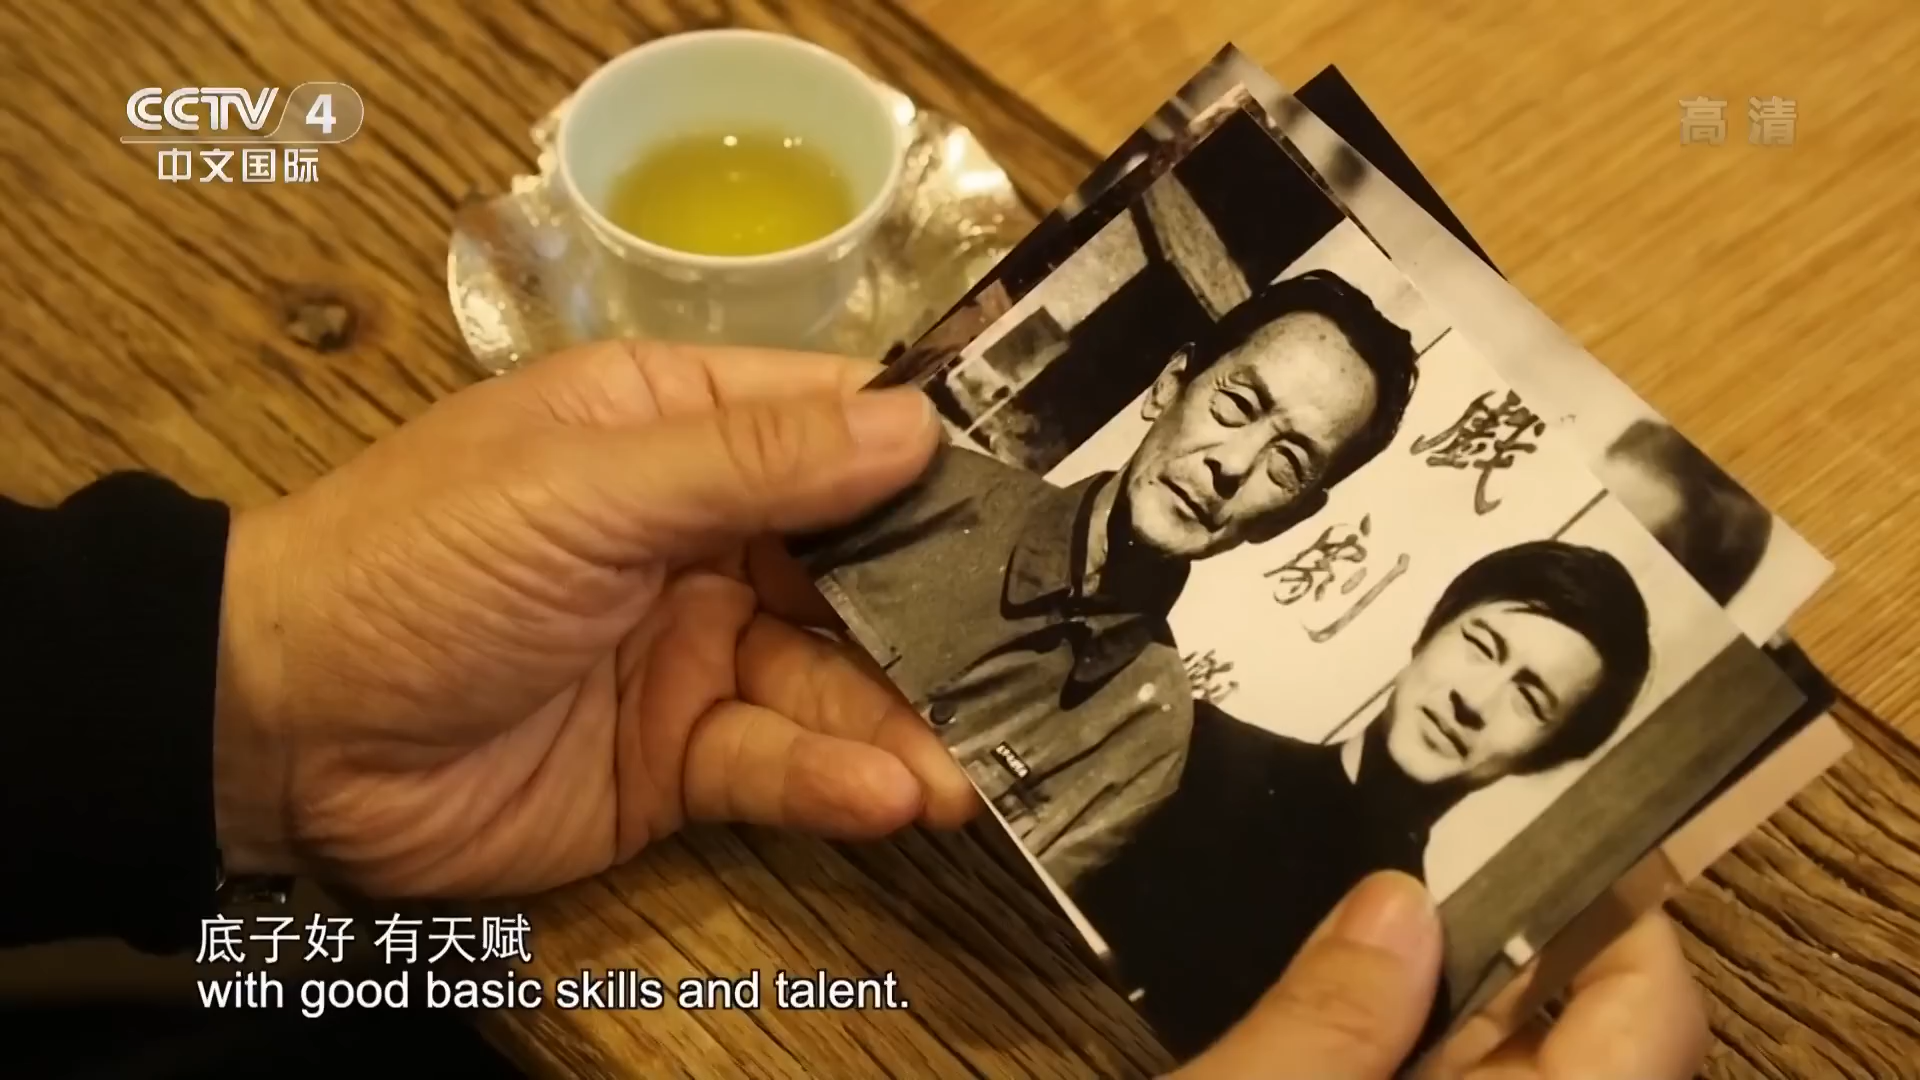 CCTV 4
中文国际
高清
戲
劇
底子好 有天赋
with good basic skills and talent.